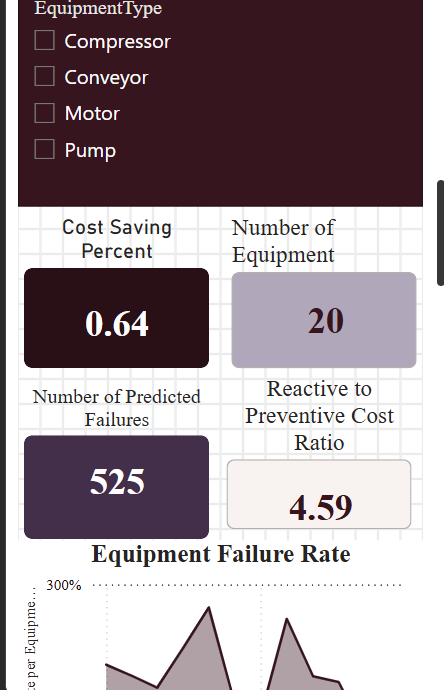 EquipmentType
Compressor
Conveyor
Motor
Pump
Cost Saving
Percent
0.64
Number of
Equipment
20
Number of Predicted
Failures
525
Reactive to
Preventive Cost
Ratio
4.59
Equipment Failure Rate
300%
per Equipme...